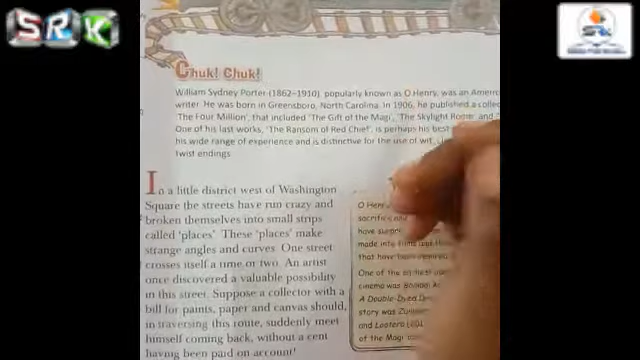 SRK
Chuk! Chuk!
William Sydney Porter (1862–1910), popularly known as O Henry, was an Americ
writer. He was born in Greensboro, North Carolina. In 1906, he published a collec
'The Four Million', that included 'The Gift of the Magi', 'The Skylight Room' and
One of his last works, 'The Ransom of Red Chief', is perhaps his best
his wide range of experience and is distinctive for the use of wit,
twist endings
In a little district west of Washington
Square the streets have run crazy and
broken themselves into small strips
called 'places'. These 'places' make
strange angles and curves. One street
crosses itself a time or two. An artist
once discovered a valuable possibility
in this street. Suppose a collector with a
bill for paints, paper and canvas should,
in traversing this route, suddenly meet
himself coming back, without a cent
having been paid on account!
O Henry
sacrifice and
have surpr
made into films
that have been
One of the earliest
cinema was
A Double-Dyed De
story was
and Lootera (201
of the Magi